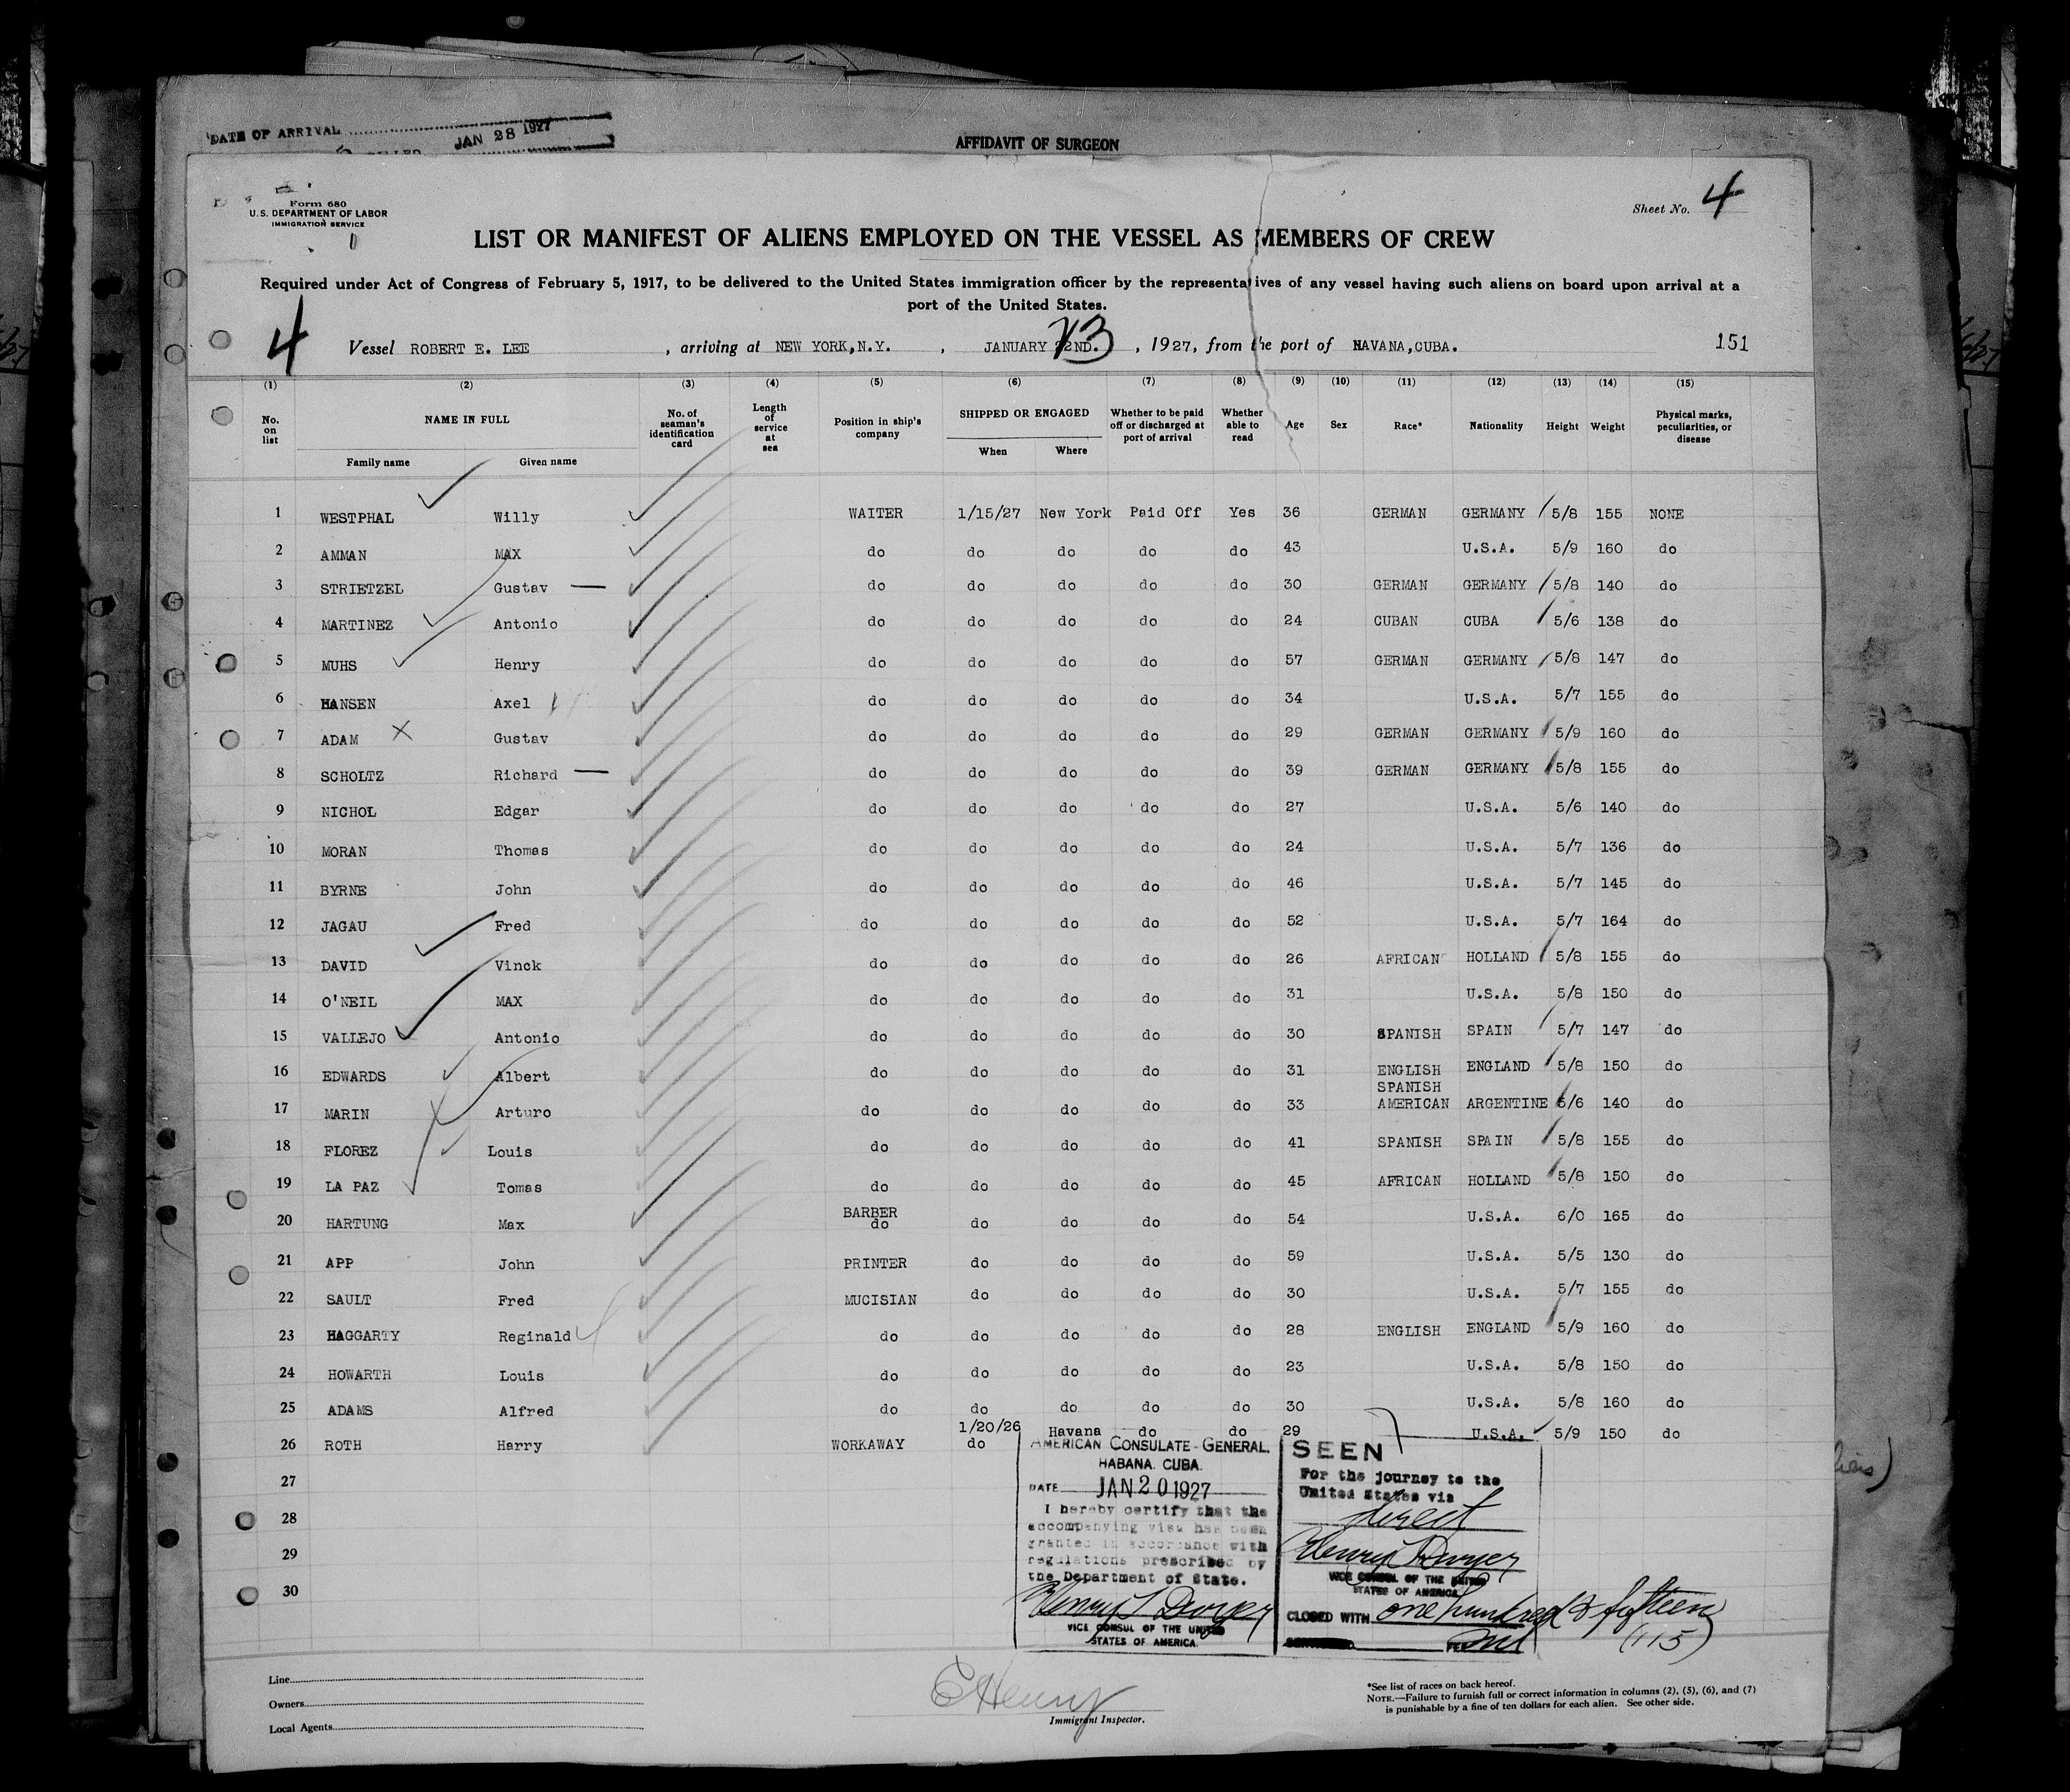 DATE OF ARRIVAL JAN 28 1927
AFFIDAVIT OF SURGEON
Form 680
U.S. DEPARTMENT OF LABOR
IMMIGRATION SERVICE
Sheet No. 4
LIST OR MANIFEST OF ALIENS EMPLOYED ON THE VESSEL AS MEMBERS OF CREW
Required under Act of Congress of February 5, 1917, to be delivered to the United States immigration officer by the representatives of any vessel having such aliens on board upon arrival at a
port of the United States.
4 Vessel ROBERT E. LEE , arriving at NEW YORK,N.Y. , JANUARY 22ND. 23 , 1927, from the port of HAVANA,CUBA. 151
(1) (2) (3) (4) (5) (6) (7) (8) (9) (10) (11) (12) (13) (14) (15)
No. on list NAME IN FULL Family name Given name No. of seaman's identification card Length of service at sea Position in ship's company SHIPPED OR ENGAGED When Where Whether to be paid off or discharged at port of arrival Whether able to read Age Sex Race* Nationality Height Weight Physical marks, peculiarities, or disease
1 WESTPHAL Willy WAITER 1/15/27 New York Paid Off Yes 36 GERMAN GERMANY 5/8 155 NONE
2 AMMAN MAX do do do do do 43 U.S.A. 5/9 160 do
3 STRIETZEL Gustav — do do do do do 30 GERMAN GERMANY 5/8 140 do
4 MARTINEZ Antonio do do do do do 24 CUBAN CUBA 5/6 138 do
5 MUHS Henry do do do do do 57 GERMAN GERMANY 5/8 147 do
6 HANSEN Axel do do do do do 34 U.S.A. 5/7 155 do
7 ADAM Gustav do do do do do 29 GERMAN GERMANY 5/9 160 do
8 SCHOLTZ Richard — do do do do do 39 GERMAN GERMANY 5/8 155 do
9 NICHOL Edgar do do do do do 27 U.S.A. 5/6 140 do
10 MORAN Thomas do do do do do 24 U.S.A. 5/7 136 do
11 BYRNE John do do do do do 46 U.S.A. 5/7 145 do
12 JAGAU Fred do do do do do 52 U.S.A. 5/7 164 do
13 DAVID Vinck do do do do do 26 AFRICAN HOLLAND 5/8 155 do
14 O'NEIL MAX do do do do do 31 U.S.A. 5/8 150 do
15 VALLEJO Antonio do do do do do 30 SPANISH SPAIN 5/7 147 do
16 EDWARDS Albert do do do do do 31 ENGLISH ENGLAND 5/8 150 do
17 MARIN Arturo do do do do do 33 SPANISH AMERICAN ARGENTINE 5/6 140 do
18 FLOREZ Louis do do do do do 41 SPANISH SPAIN 5/8 155 do
19 LA PAZ Tomas do do do do do 45 AFRICAN HOLLAND 5/8 150 do
20 HARTUNG Max BARBER do do do do do 54 U.S.A. 6/0 165 do
21 APP John PRINTER do do do do 59 U.S.A. 5/5 130 do
22 SAULT Fred MUCISIAN do do do do 30 U.S.A. 5/7 155 do
23 HAGGARTY Reginald do do do do do 28 ENGLISH ENGLAND 5/9 160 do
24 HOWARTH Louis do do do do do 23 U.S.A. 5/8 150 do
25 ADAMS Alfred do do do do do 30 U.S.A. 5/8 160 do
26 ROTH Harry WORKAWAY 1/20/26 do Havana do do 29 U.S.A. 5/9 150 do
27
28
29
30
AMERICAN CONSULATE-GENERAL,
HABANA. CUBA.
DATE JAN 20 1927
I hereby certify that the
accompanying visa has been
granted in accordance with
regulations prescribed by
the Department of State.
Henry T Dwyer
VICE CONSUL OF THE UNITED
STATES OF AMERICA
SEEN
For the journey to the
United States via
direct
Henry T Dwyer
VICE CONSUL OF THE UNITED
STATES OF AMERICA
CLOSED WITH one hundred & fifteen
(115)
Line
Owners
Local Agents
E Henry
Immigrant Inspector.
*See list of races on back hereof.
NOTE.—Failure to furnish full or correct information in columns (2), (5), (6), and (7)
is punishable by a fine of ten dollars for each alien. See other side.